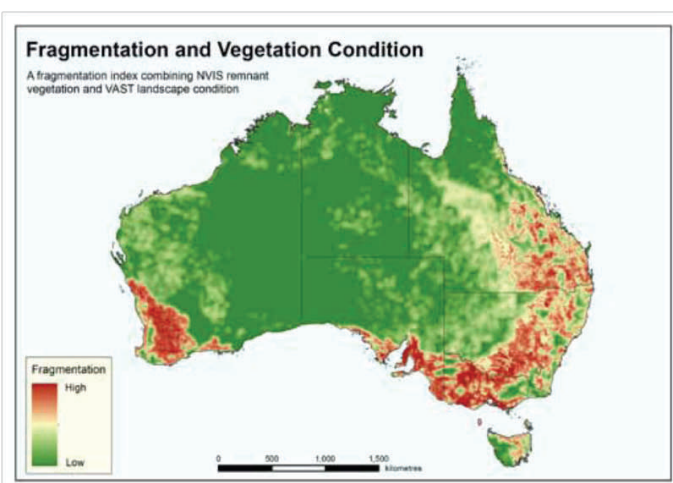 Fragmentation and Vegetation Condition
A fragmentation index combining NVIS remnant
vegetation and VAST landscape condition
Fragmentation
High
Low
0 500 1,000 1,500
kilometres